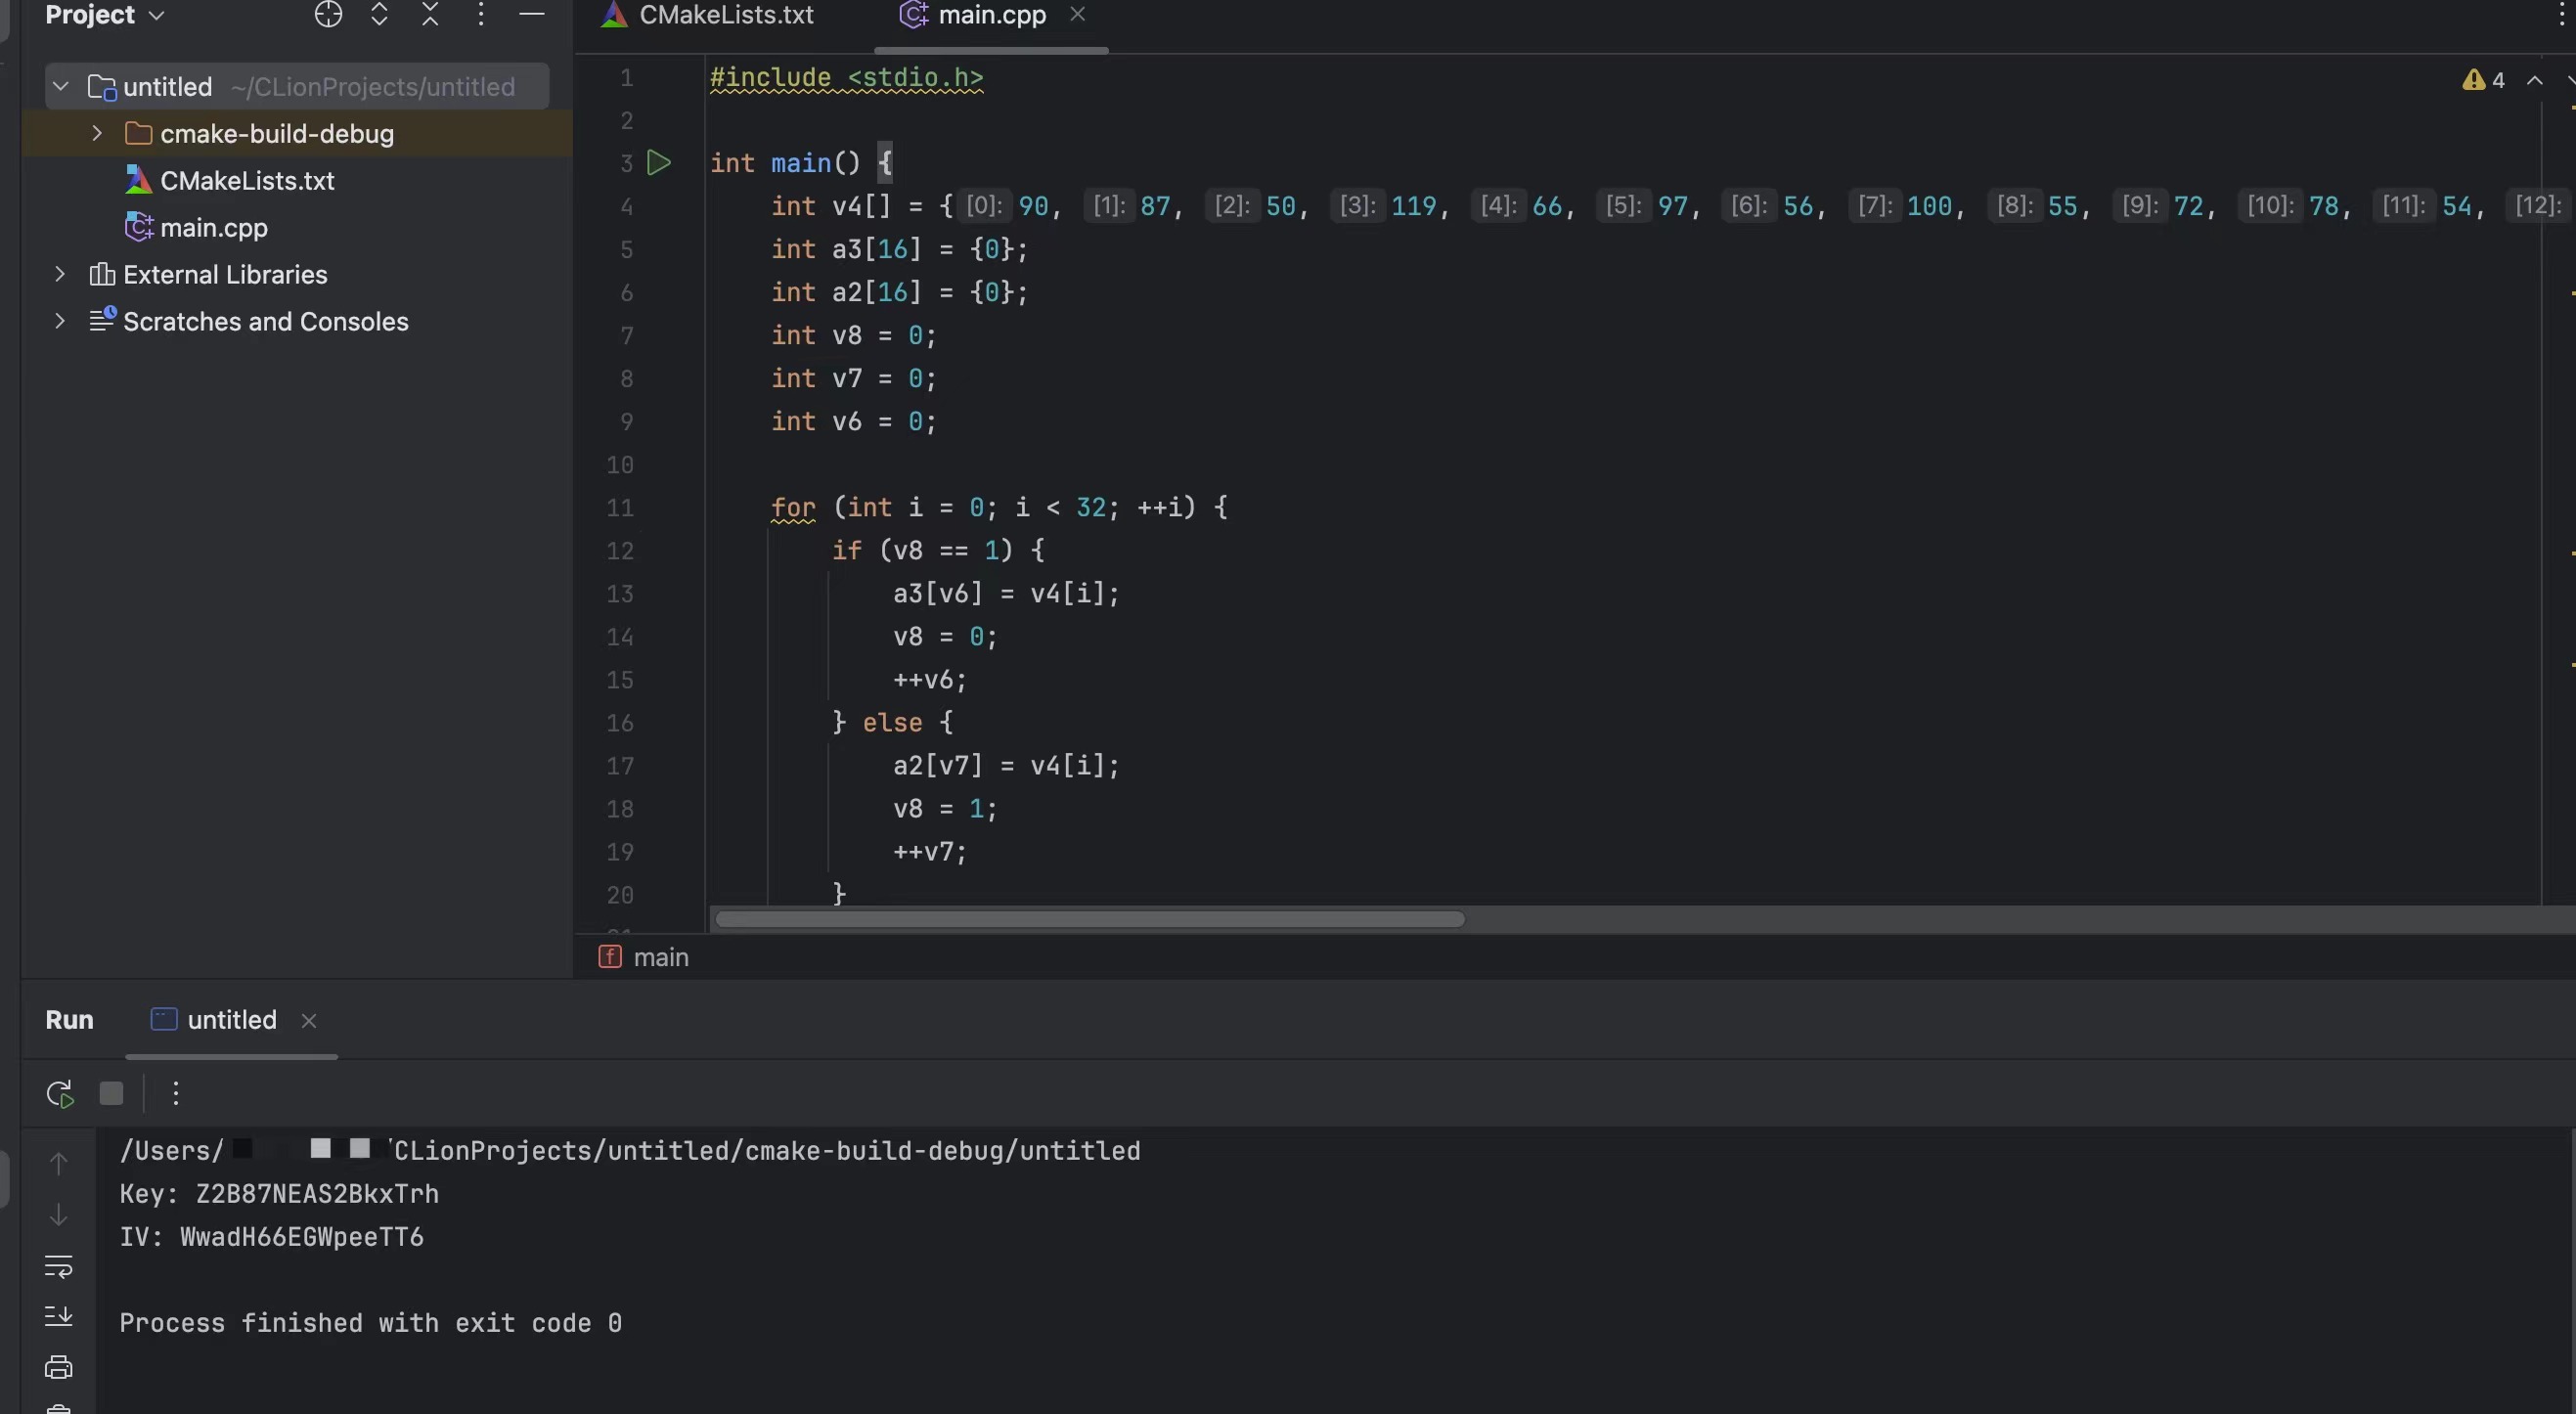 Project
CMakeLists.txt
main.cpp
untitled ~/CLionProjects/untitled
cmake-build-debug
CMakeLists.txt
main.cpp
External Libraries
Scratches and Consoles
4
1 #include <stdio.h>
2
3 int main() {
4 int v4[] = { [0]: 90, [1]: 87, [2]: 50, [3]: 119, [4]: 66, [5]: 97, [6]: 56, [7]: 100, [8]: 55, [9]: 72, [10]: 78, [11]: 54, [12]:
5 int a3[16] = {0};
6 int a2[16] = {0};
7 int v8 = 0;
8 int v7 = 0;
9 int v6 = 0;
10
11 for (int i = 0; i < 32; ++i) {
12 if (v8 == 1) {
13 a3[v6] = v4[i];
14 v8 = 0;
15 ++v6;
16 } else {
17 a2[v7] = v4[i];
18 v8 = 1;
19 ++v7;
20 }
main
Run untitled
/Users/ /CLionProjects/untitled/cmake-build-debug/untitled
Key: Z2B87NEAS2BkxTrh
IV: WwadH66EGWpeeTT6
Process finished with exit code 0